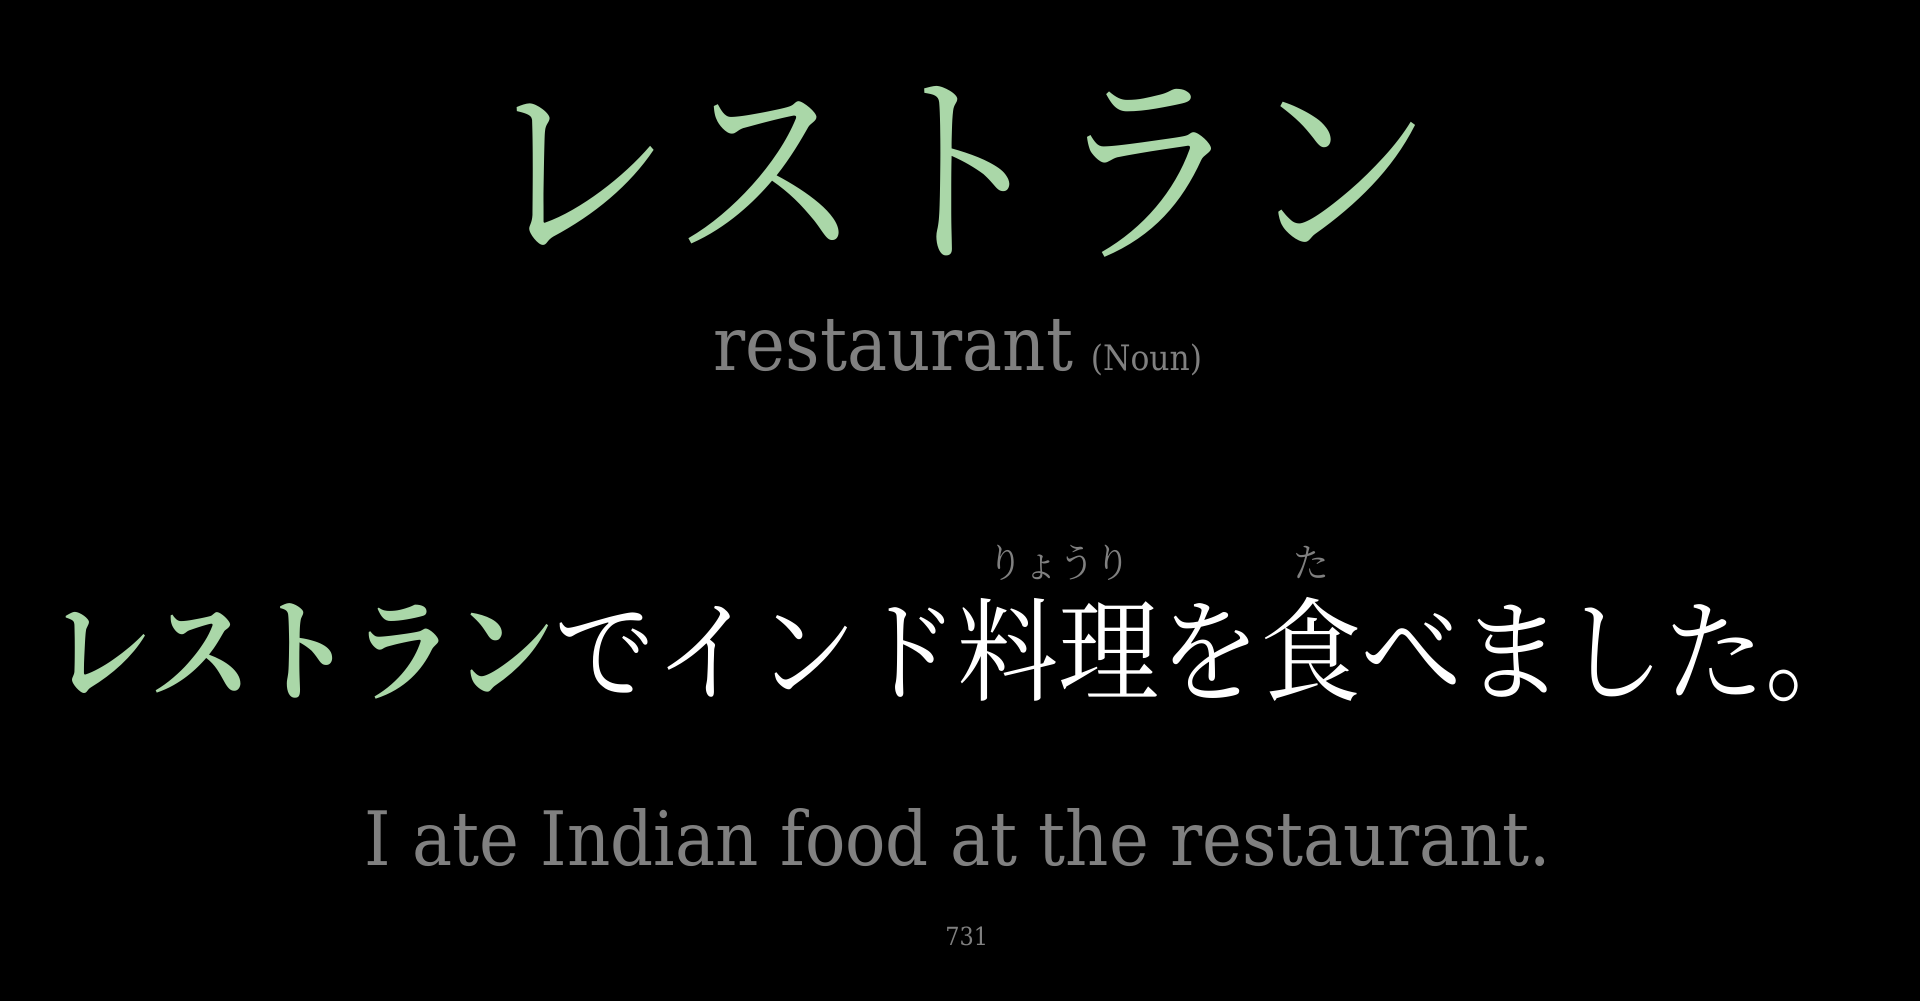 レストラン
restaurant (Noun)
りょうり た
レストランでインド料理を食べました。
I ate Indian food at the restaurant.
731